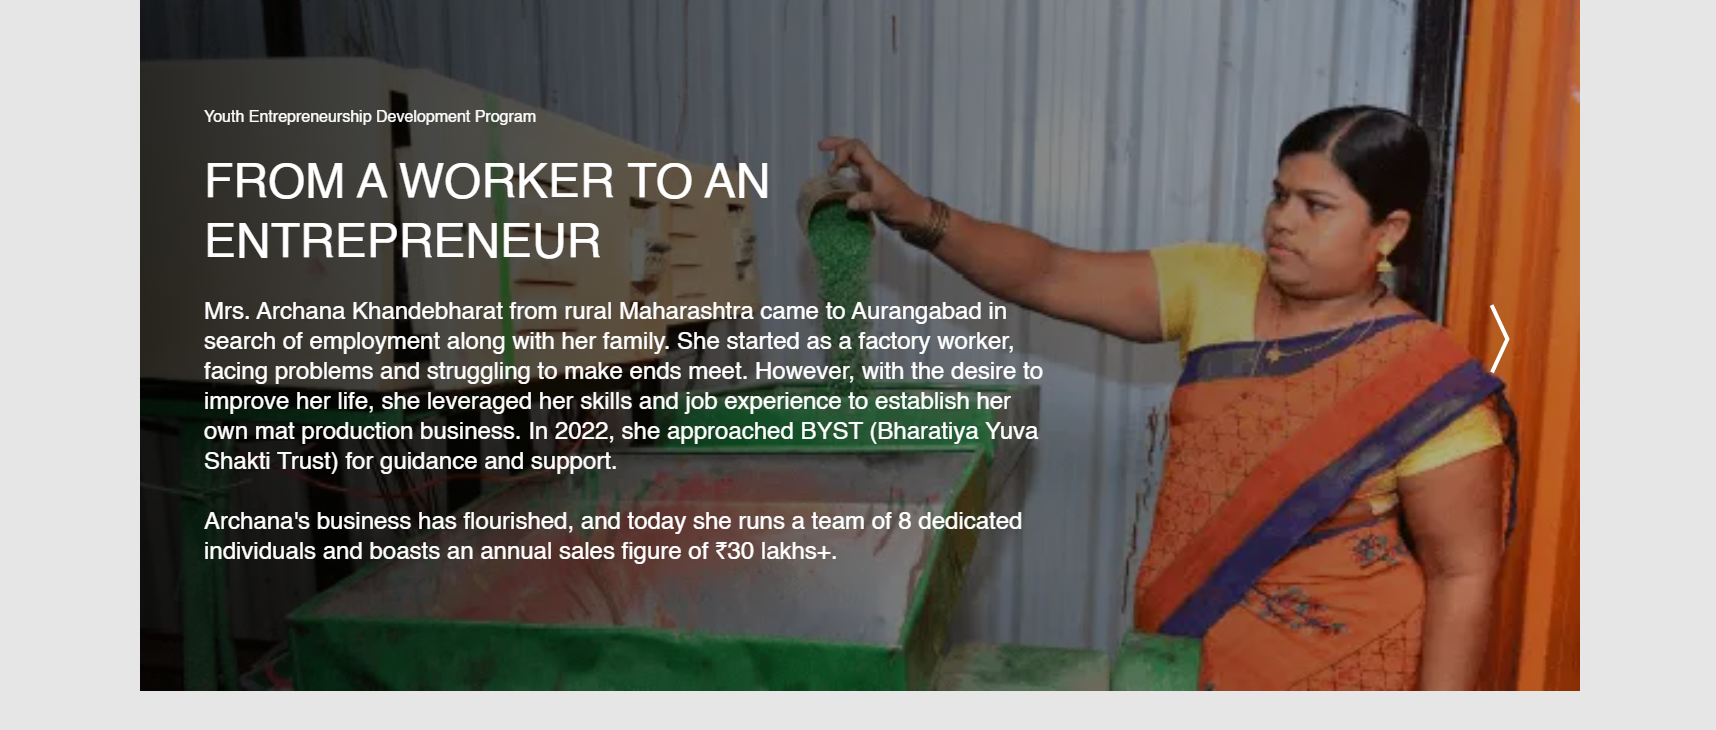 Youth Entrepreneurship Development Program
FROM A WORKER TO AN
ENTREPRENEUR
Mrs. Archana Khandebharat from rural Maharashtra came to Aurangabad in
search of employment along with her family. She started as a factory worker,
facing problems and struggling to make ends meet. However, with the desire to
improve her life, she leveraged her skills and job experience to establish her
own mat production business. In 2022, she approached BYST (Bharatiya Yuva
Shakti Trust) for guidance and support.
Archana's business has flourished, and today she runs a team of 8 dedicated
individuals and boasts an annual sales figure of ₹30 lakhs+.